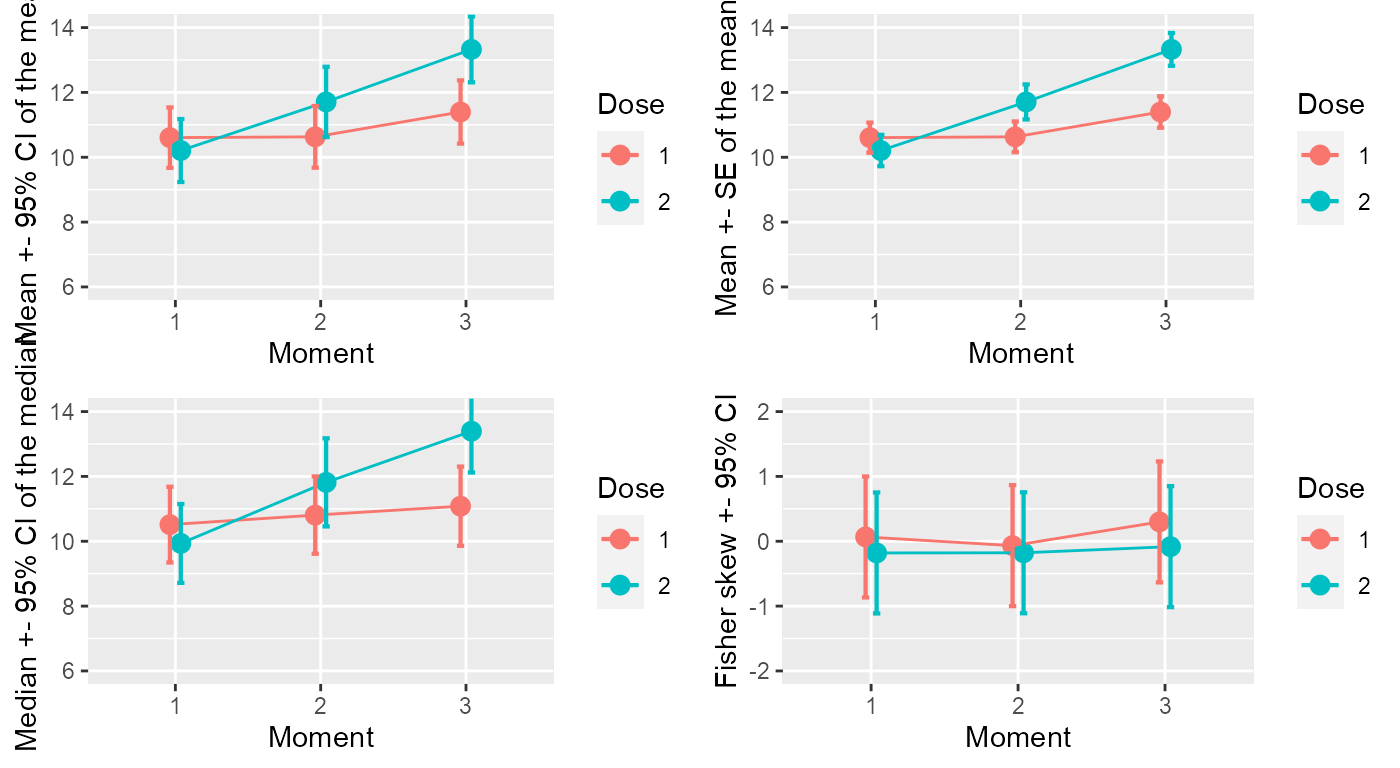 Mean +- 95% CI of the mea
14
12
10
8
6
1 2 3
Moment
Dose
1
2
Mean +- SE of the mean
14
12
10
8
6
1 2 3
Moment
Dose
1
2
Median +- 95% CI of the median
14
12
10
8
6
1 2 3
Moment
Dose
1
2
Fisher skew +- 95% CI
2
1
0
-1
-2
1 2 3
Moment
Dose
1
2